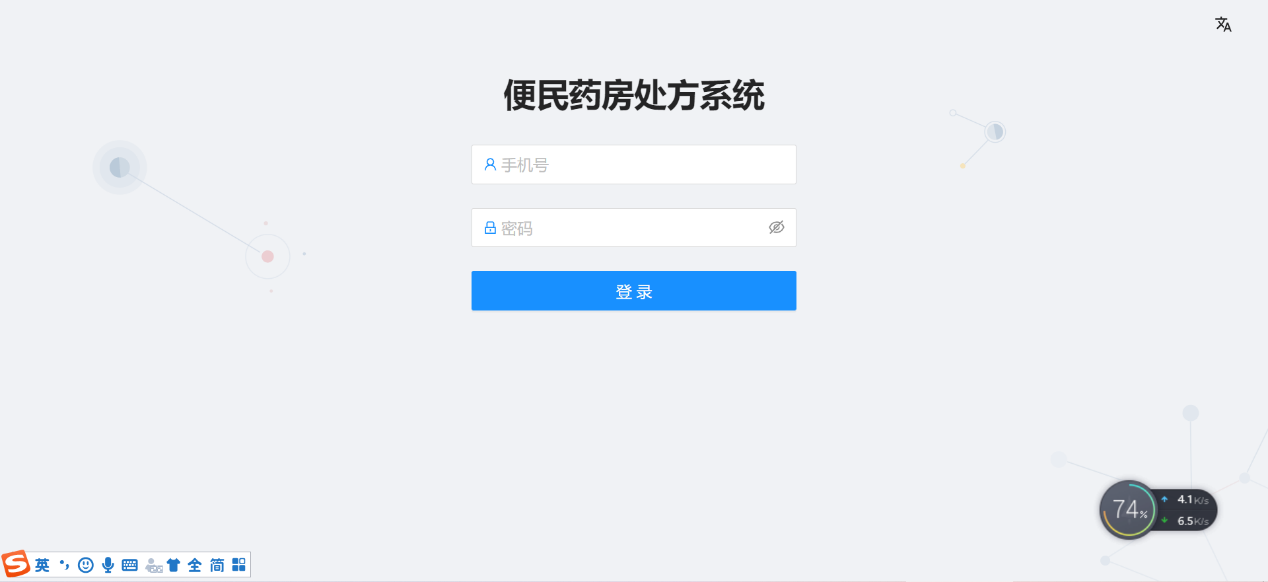 便民药房处方系统
手机号
密码
登 录
74%
4.1K/s
6.5K/s
英 全 简